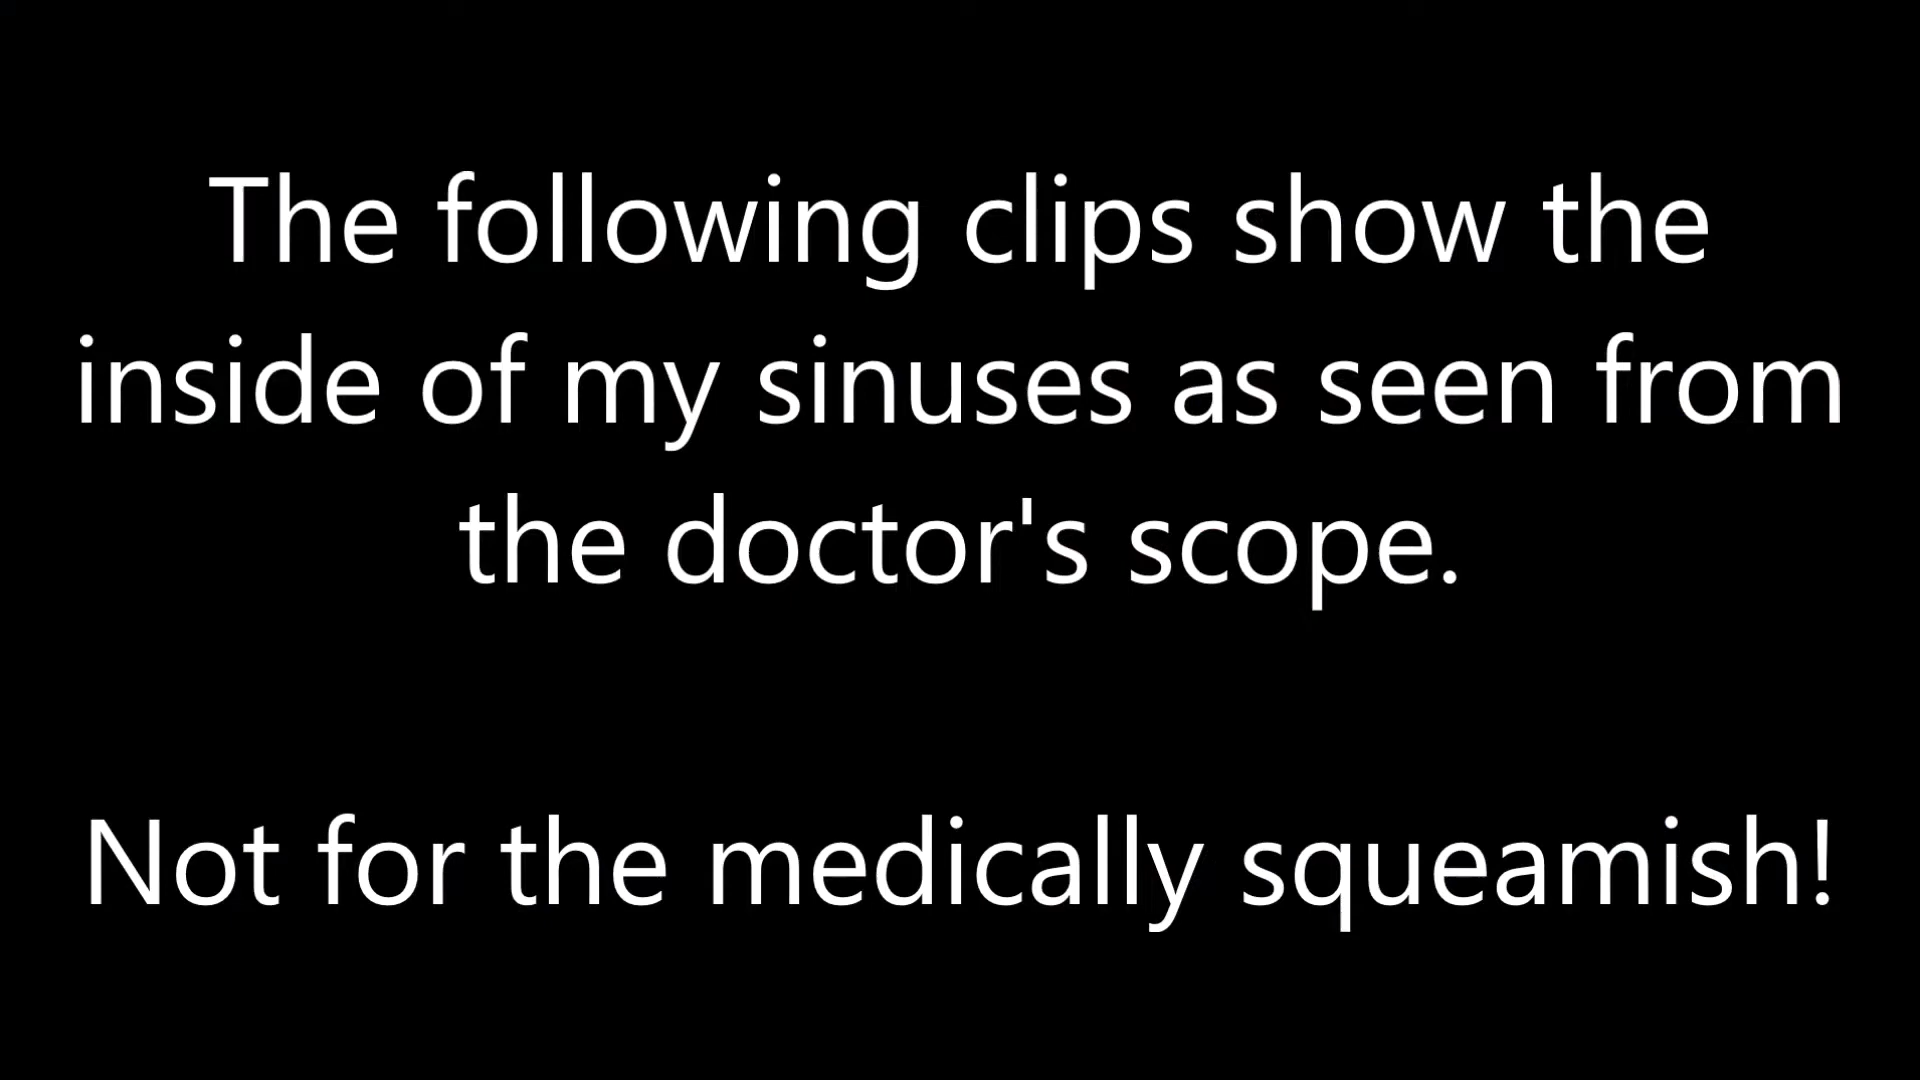 The following clips show the
inside of my sinuses as seen from
the doctor's scope.
Not for the medically squeamish!